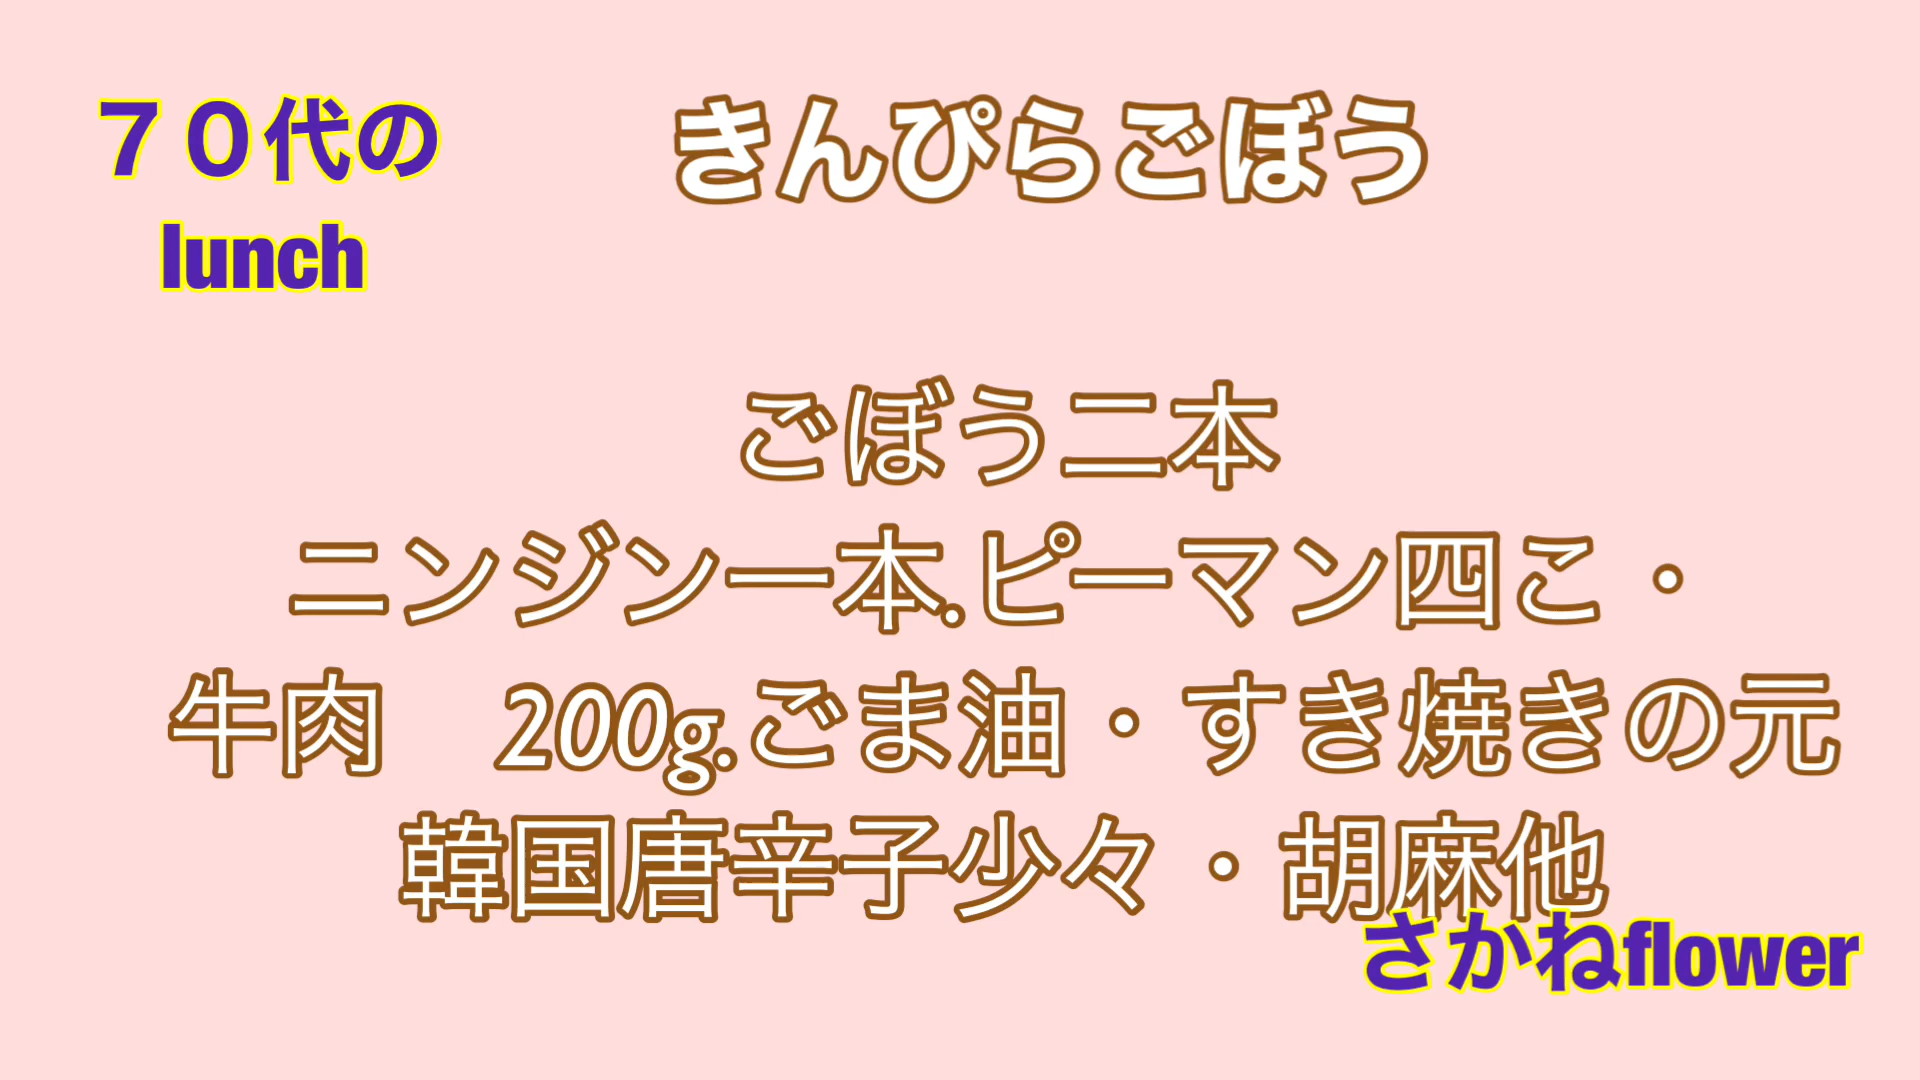 ７０代の
lunch
きんぴらごぼう
ごぼう二本
ニンジン一本.ピーマン四こ・
牛肉　200g.ごま油・すき焼きの元
韓国唐辛子少々・胡麻他
さかねflower